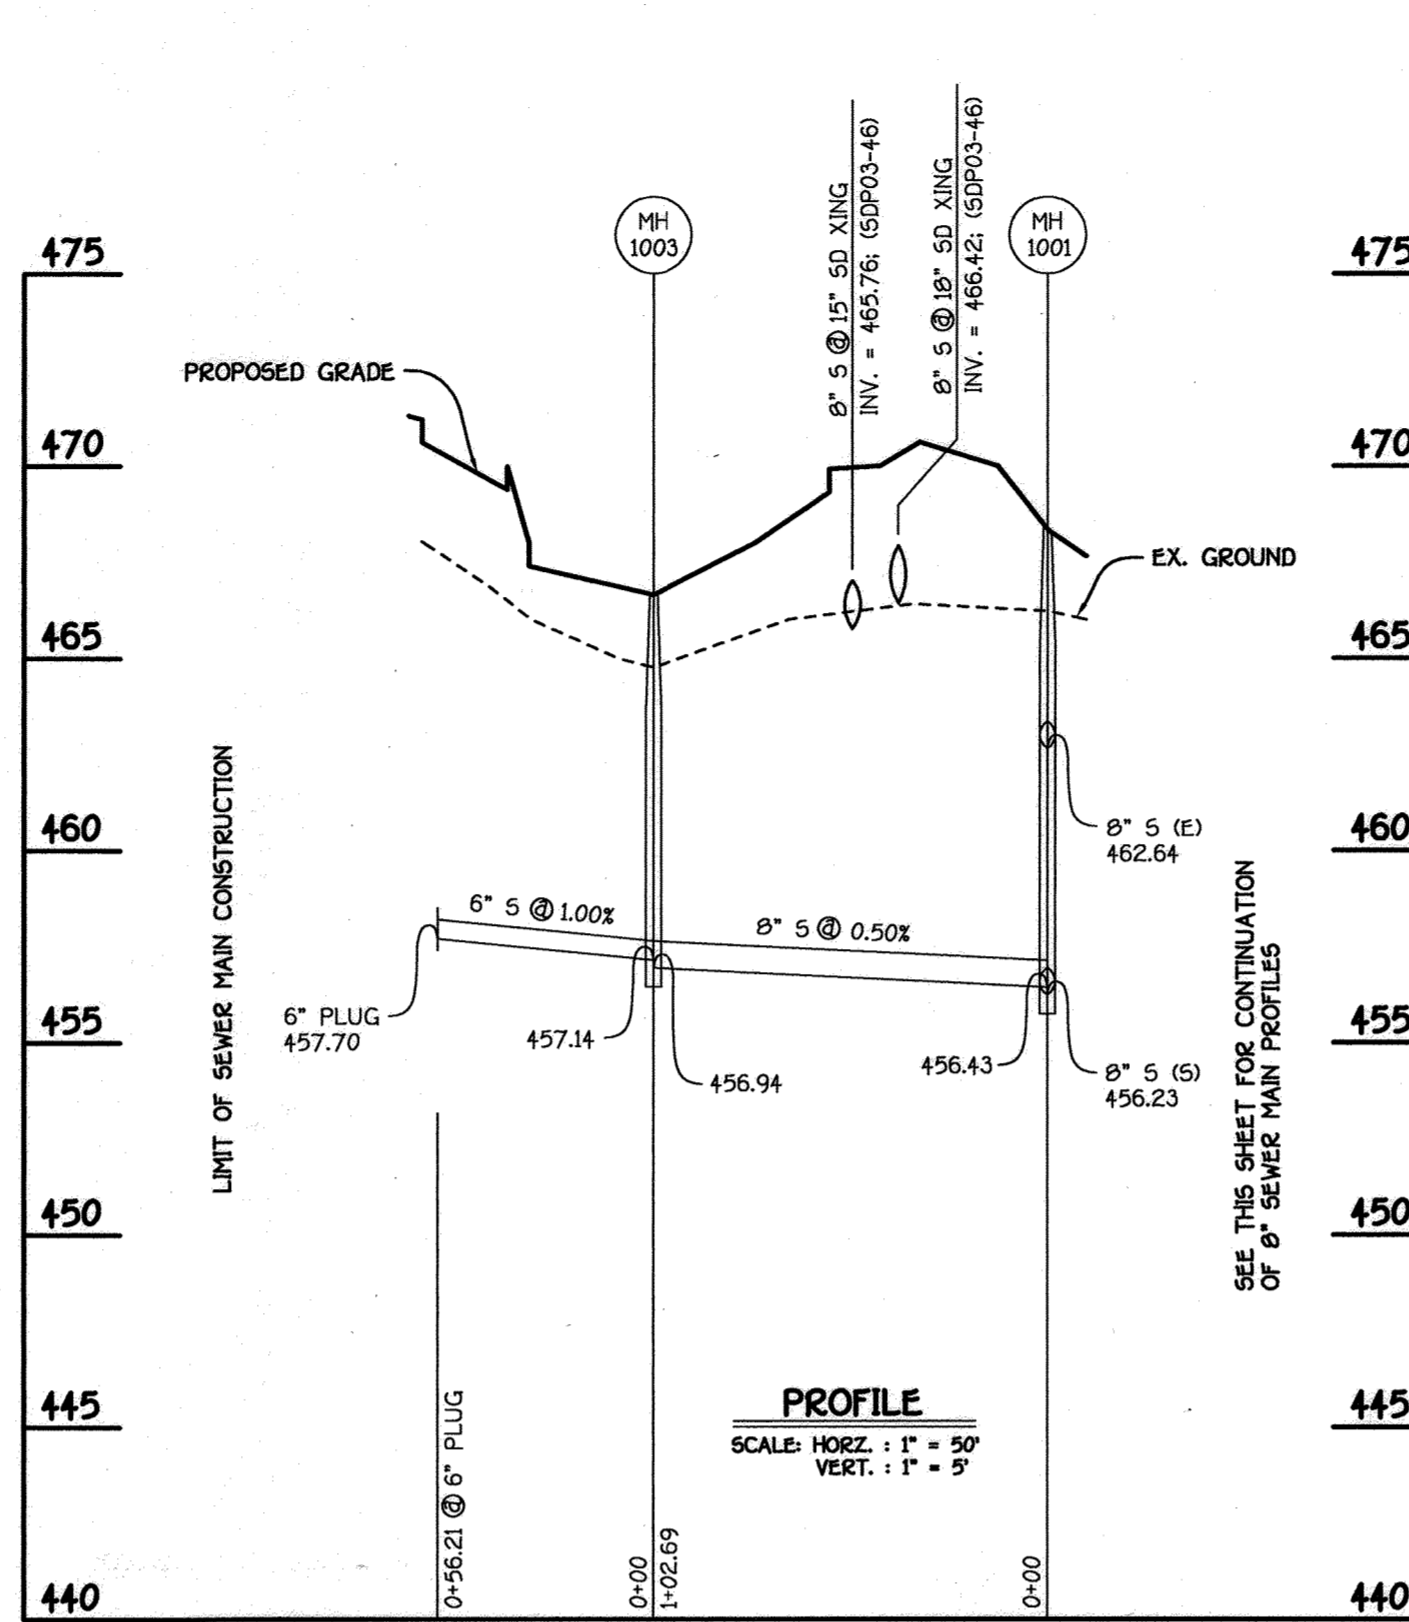 8" S @ 15" SD XING
INV. = 465.76; (SDP03-46)
8" S @ 18" SD XING
INV. = 466.42; (SDP03-46)
MH
1003
MH
1001
475
475
PROPOSED GRADE
470
470
EX. GROUND
465
465
LIMIT OF SEWER MAIN CONSTRUCTION
460
460
8" S (E)
462.64
6" S @ 1.00%
8" S @ 0.50%
6" PLUG
457.70
457.14
456.94
456.43
8" S (S)
456.23
455
455
SEE THIS SHEET FOR CONTINUATION
OF 8" SEWER MAIN PROFILES
450
450
PROFILE
SCALE: HORZ. : 1" = 50'
VERT. : 1" = 5'
445
445
0+56.21 @ 6" PLUG
0+00
1+02.69
0+00
440
440